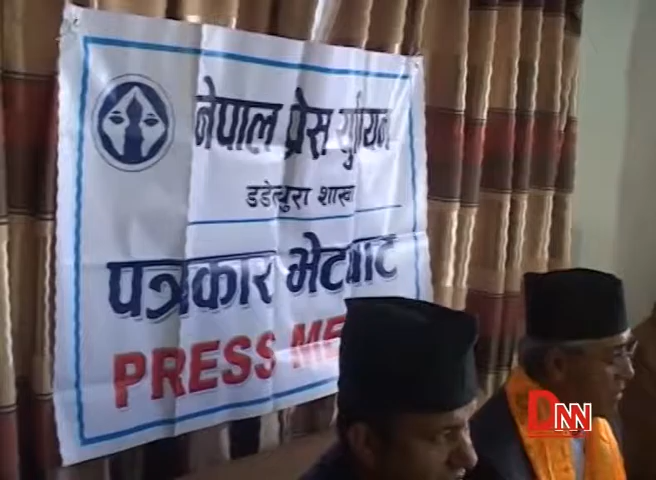 नेपाल प्रेस युनियन
डडेल्धुरा शाखा
पत्रकार भेटघाट
PRESS ME
DNN